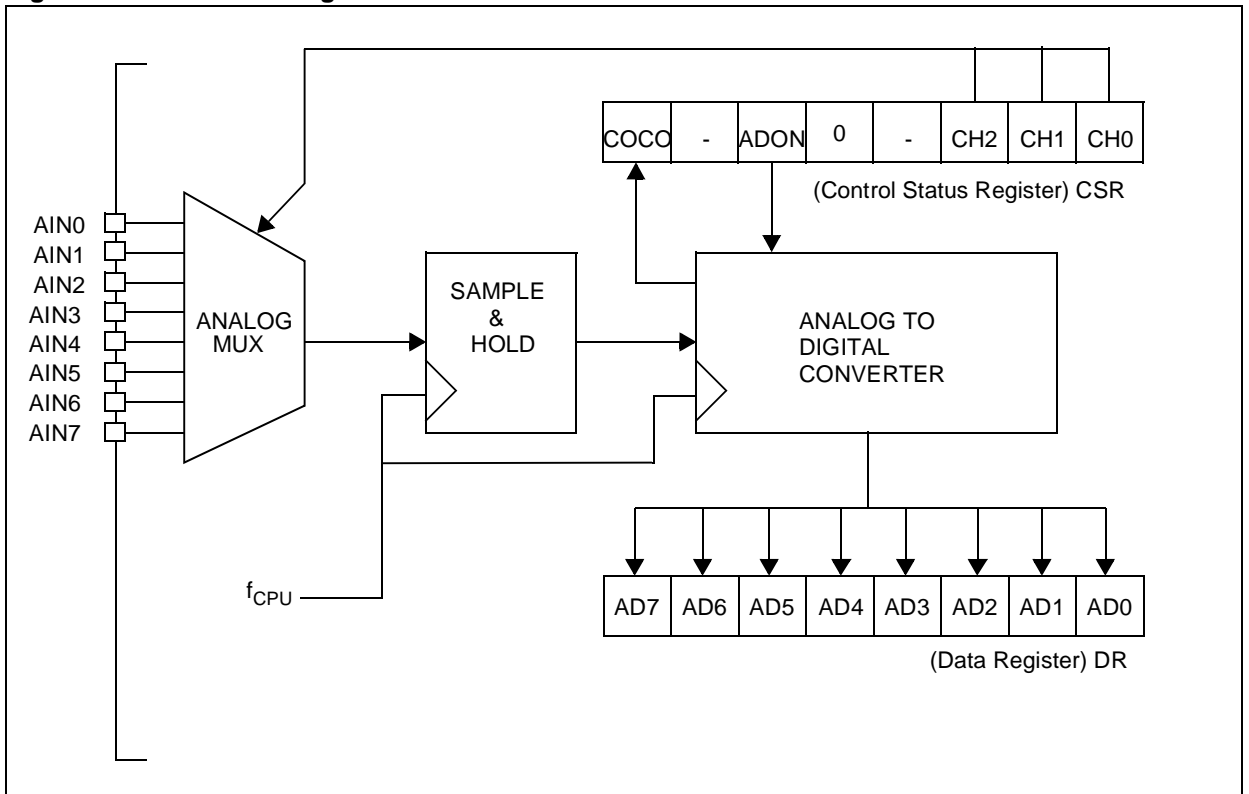 COCO - ADON 0 - CH2 CH1 CH0
(Control Status Register) CSR
AIN0
AIN1
AIN2
AIN3
AIN4
AIN5
AIN6
AIN7
ANALOG
MUX
SAMPLE
&
HOLD
ANALOG TO
DIGITAL
CONVERTER
fCPU
AD7 AD6 AD5 AD4 AD3 AD2 AD1 AD0
(Data Register) DR